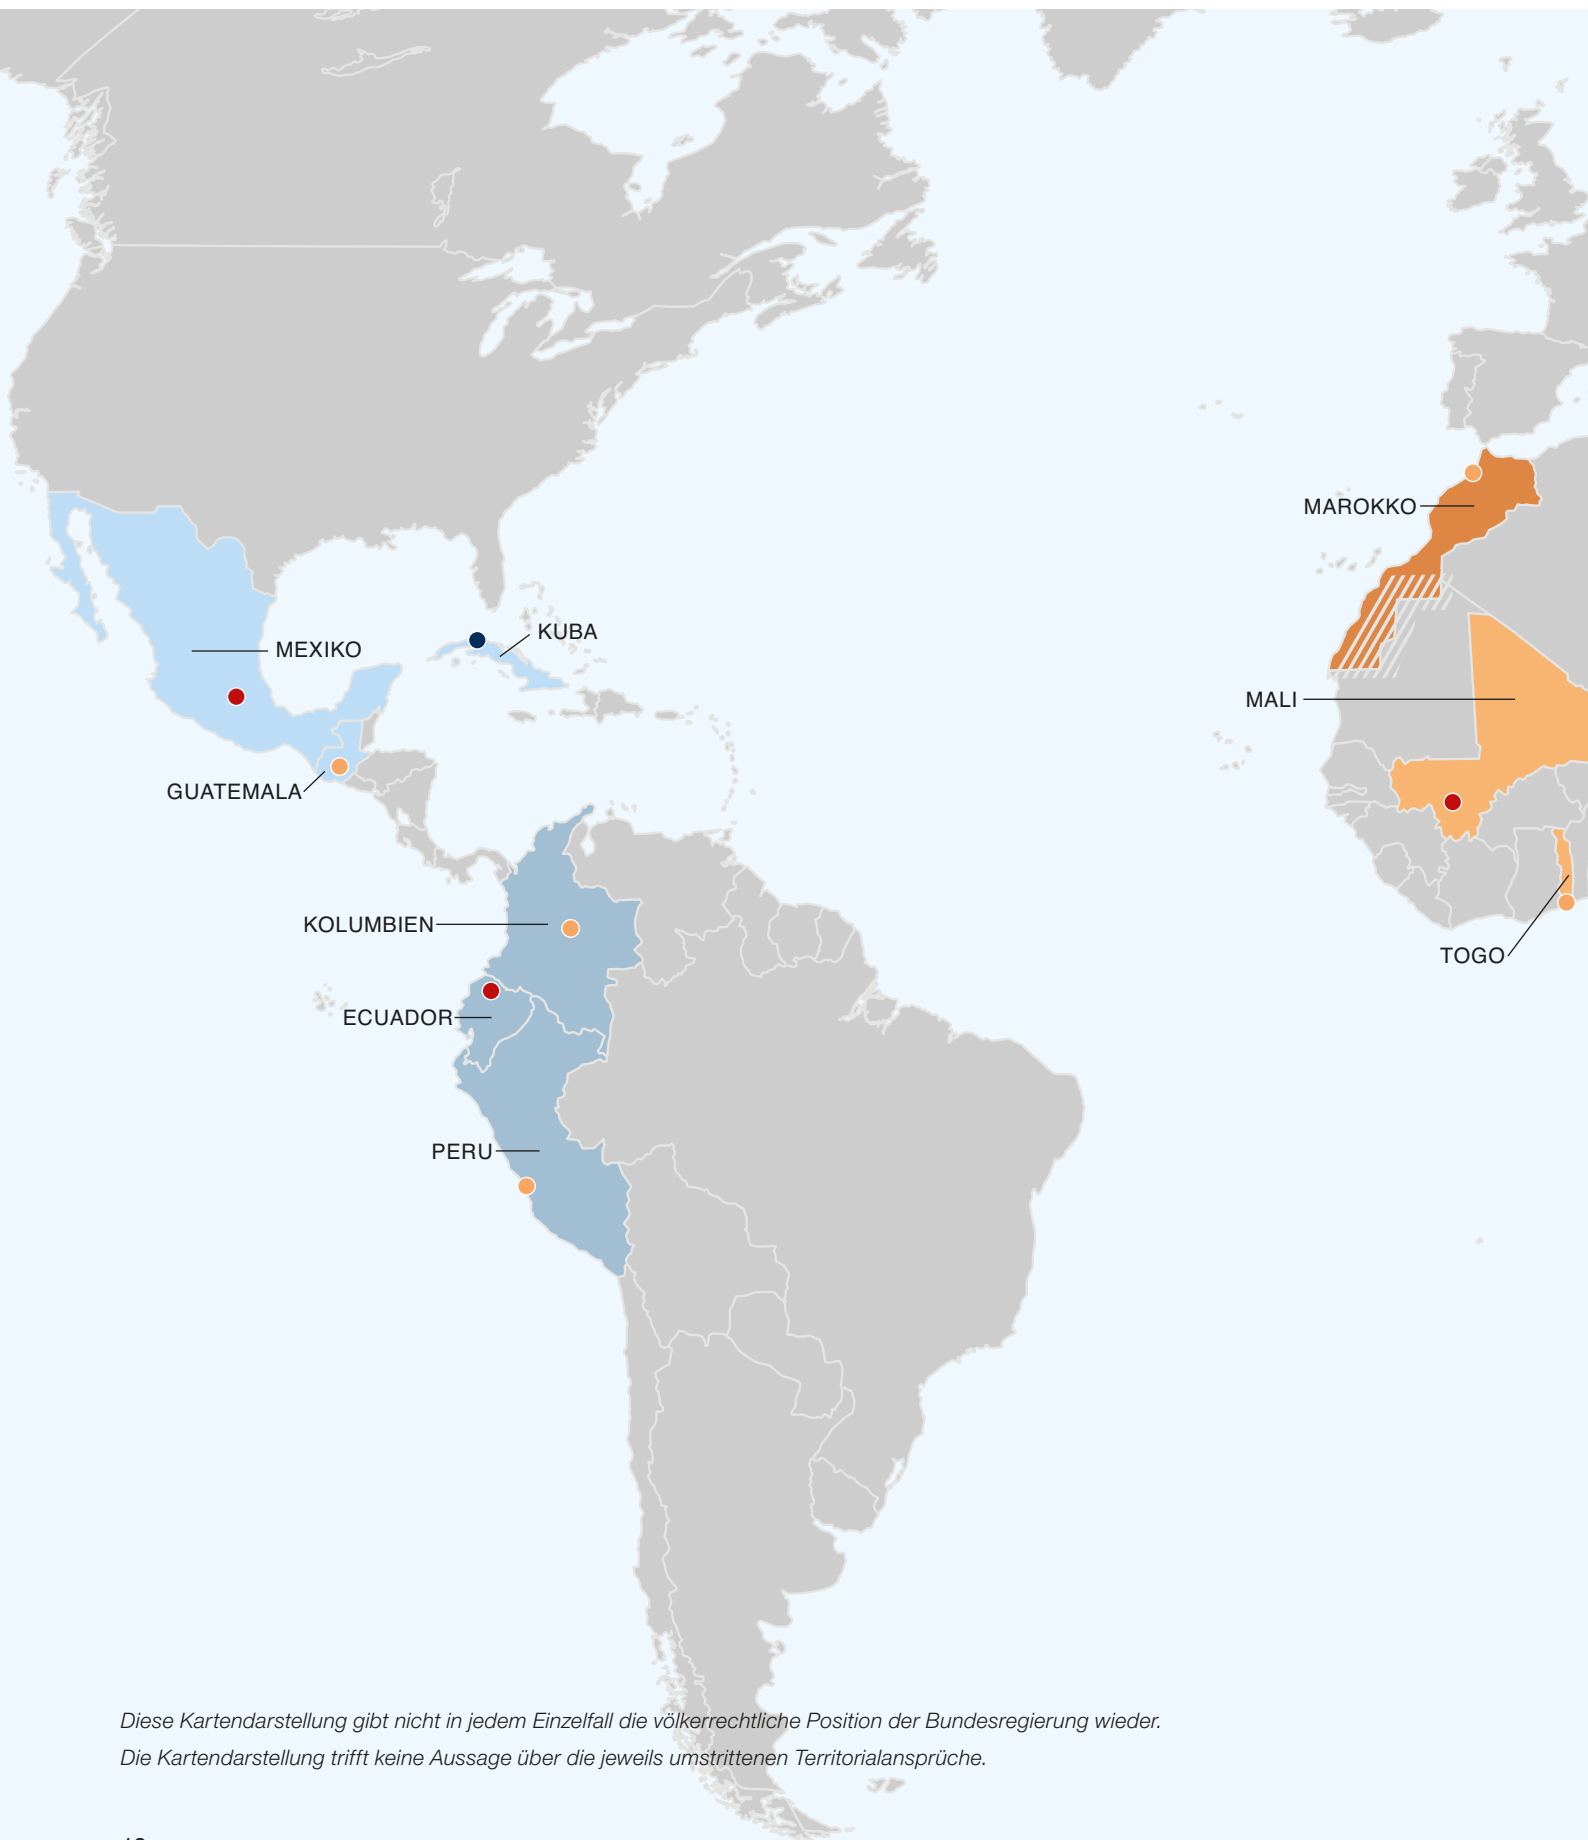 MAROKKO
KUBA
MEXIKO
MALI
GUATEMALA
KOLUMBIEN
TOGO
ECUADOR
PERU
Diese Kartendarstellung gibt nicht in jedem Einzelfall die völkerrechtliche Position der Bundesregierung wieder.
Die Kartendarstellung trifft keine Aussage über die jeweils umstrittenen Territorialansprüche.